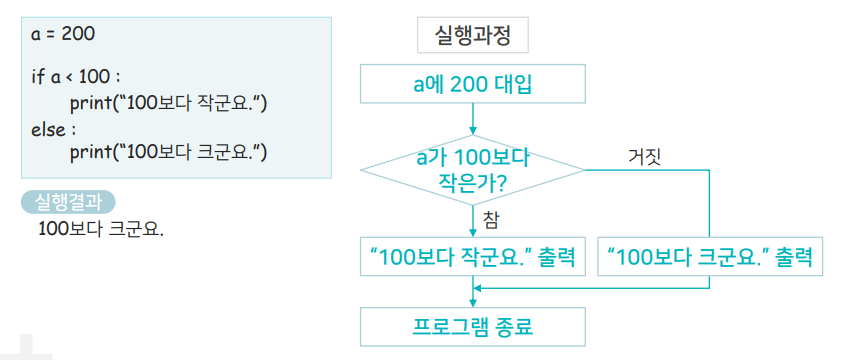 a = 200
if a < 100 :
print(“100보다 작군요.”)
else :
print(“100보다 크군요.”)
실행결과
100보다 크군요.
실행과정
a에 200 대입
a가 100보다
작은가?
거짓
참
“100보다 작군요.” 출력
“100보다 크군요.” 출력
프로그램 종료